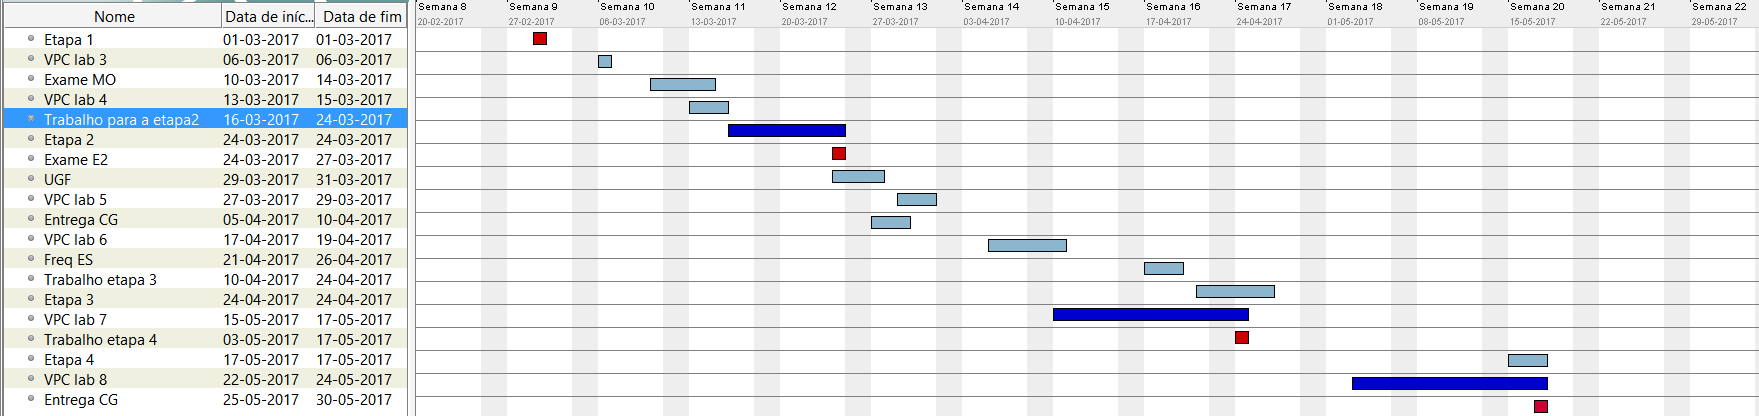 Nome Data de iníc... Data de fim
Semana 8 Semana 9 Semana 10 Semana 11 Semana 12 Semana 13 Semana 14 Semana 15 Semana 16 Semana 17 Semana 18 Semana 19 Semana 20 Semana 21 Semana 22
20-02-2017 27-02-2017 06-03-2017 13-03-2017 20-03-2017 27-03-2017 03-04-2017 10-04-2017 17-04-2017 24-04-2017 01-05-2017 08-05-2017 15-05-2017 22-05-2017 29-05-2017
Etapa 1 01-03-2017 01-03-2017
VPC lab 3 06-03-2017 06-03-2017
Exame MO 10-03-2017 14-03-2017
VPC lab 4 13-03-2017 15-03-2017
Trabalho para a etapa2 16-03-2017 24-03-2017
Etapa 2 24-03-2017 24-03-2017
Exame E2 24-03-2017 27-03-2017
UGF 29-03-2017 31-03-2017
VPC lab 5 27-03-2017 29-03-2017
Entrega CG 05-04-2017 10-04-2017
VPC lab 6 17-04-2017 19-04-2017
Freq ES 21-04-2017 26-04-2017
Trabalho etapa 3 10-04-2017 24-04-2017
Etapa 3 24-04-2017 24-04-2017
VPC lab 7 15-05-2017 17-05-2017
Trabalho etapa 4 03-05-2017 17-05-2017
Etapa 4 17-05-2017 17-05-2017
VPC lab 8 22-05-2017 24-05-2017
Entrega CG 25-05-2017 30-05-2017